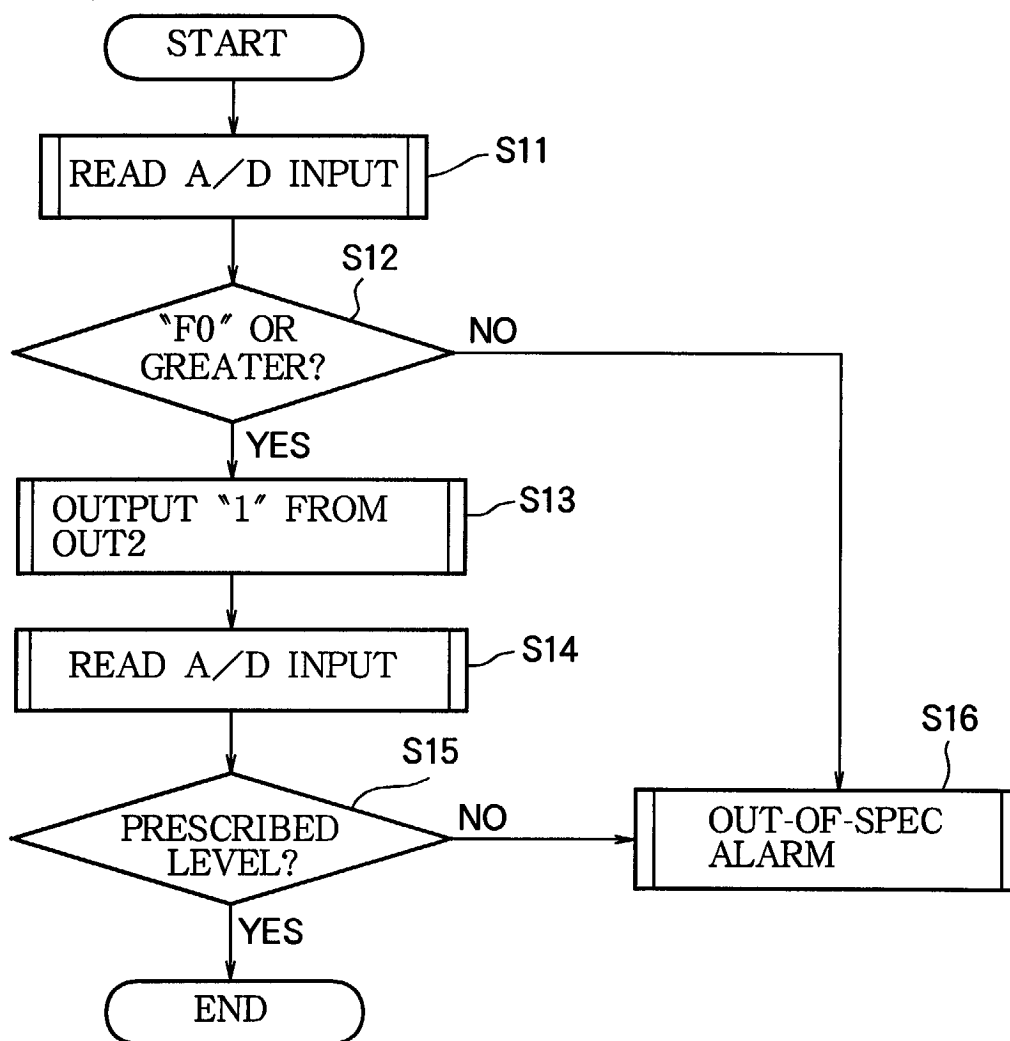 START
READ A/D INPUT
S11
S12
〝F0〞 OR
GREATER?
NO
YES
OUTPUT 〝1〞 FROM
OUT2
S13
READ A/D INPUT
S14
S15
PRESCRIBED
LEVEL?
NO
S16
OUT-OF-SPEC
ALARM
YES
END